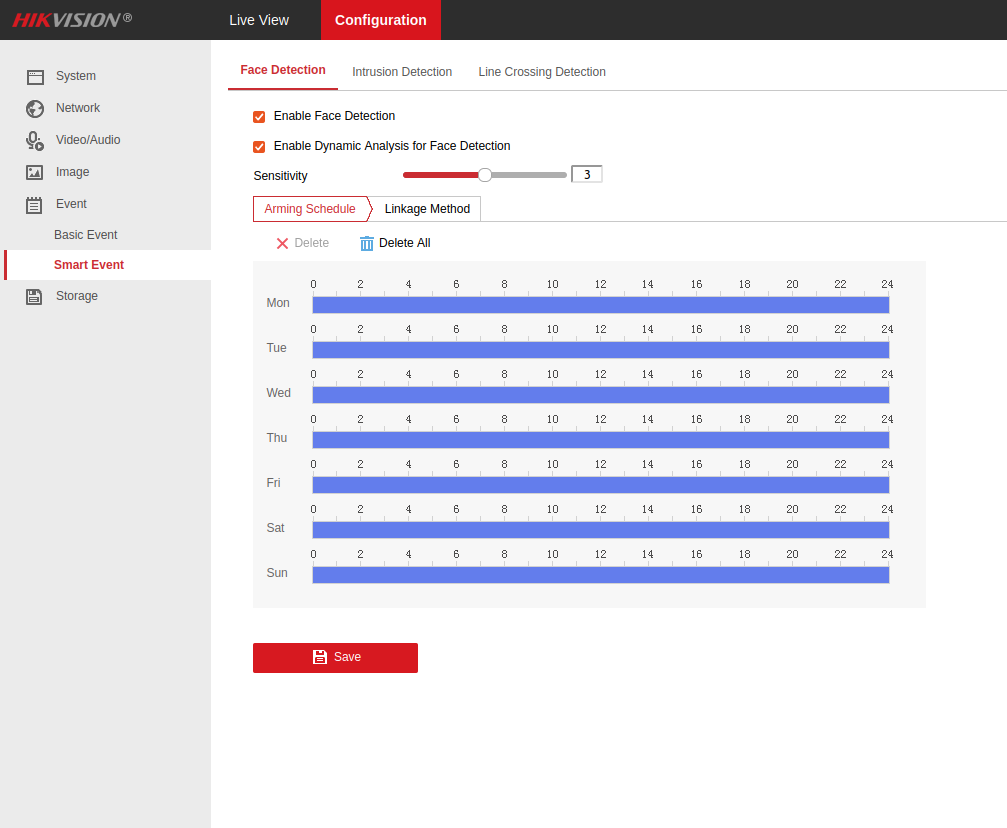 HIKVISION®
Live View
Configuration
System
Network
Video/Audio
Image
Event
Basic Event
Smart Event
Storage
Face Detection
Intrusion Detection
Line Crossing Detection
Enable Face Detection
Enable Dynamic Analysis for Face Detection
Sensitivity
3
Arming Schedule
Linkage Method
Delete
Delete All
0 2 4 6 8 10 12 14 16 18 20 22 24
Mon
0 2 4 6 8 10 12 14 16 18 20 22 24
Tue
0 2 4 6 8 10 12 14 16 18 20 22 24
Wed
0 2 4 6 8 10 12 14 16 18 20 22 24
Thu
0 2 4 6 8 10 12 14 16 18 20 22 24
Fri
0 2 4 6 8 10 12 14 16 18 20 22 24
Sat
0 2 4 6 8 10 12 14 16 18 20 22 24
Sun
Save